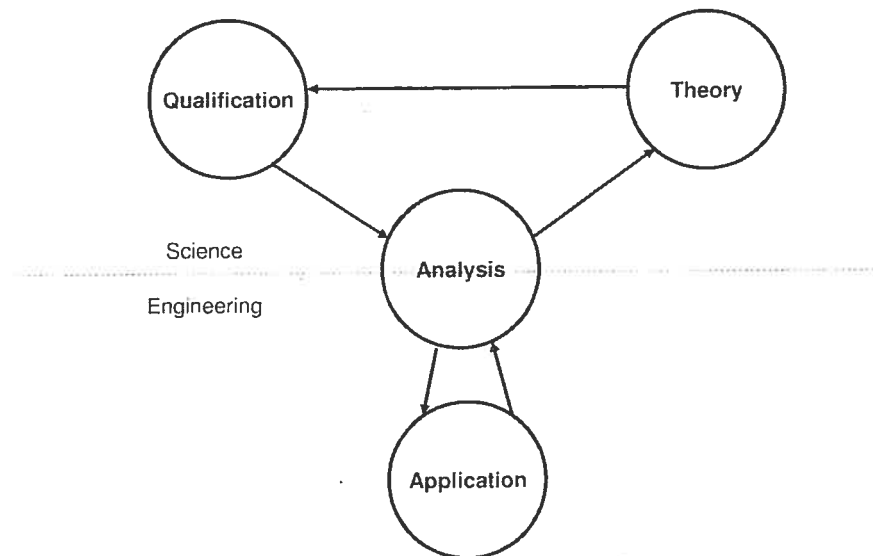 Qualification
Theory
Science
Analysis
Engineering
Application